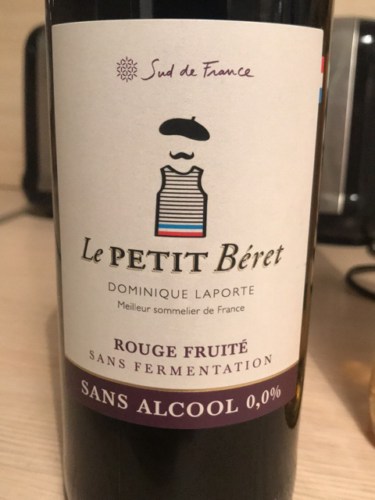 Sud de France
Le PETIT Béret
DOMINIQUE LAPORTE
Meilleur sommelier de France
ROUGE FRUITÉ
SANS FERMENTATION
SANS ALCOOL 0,0%